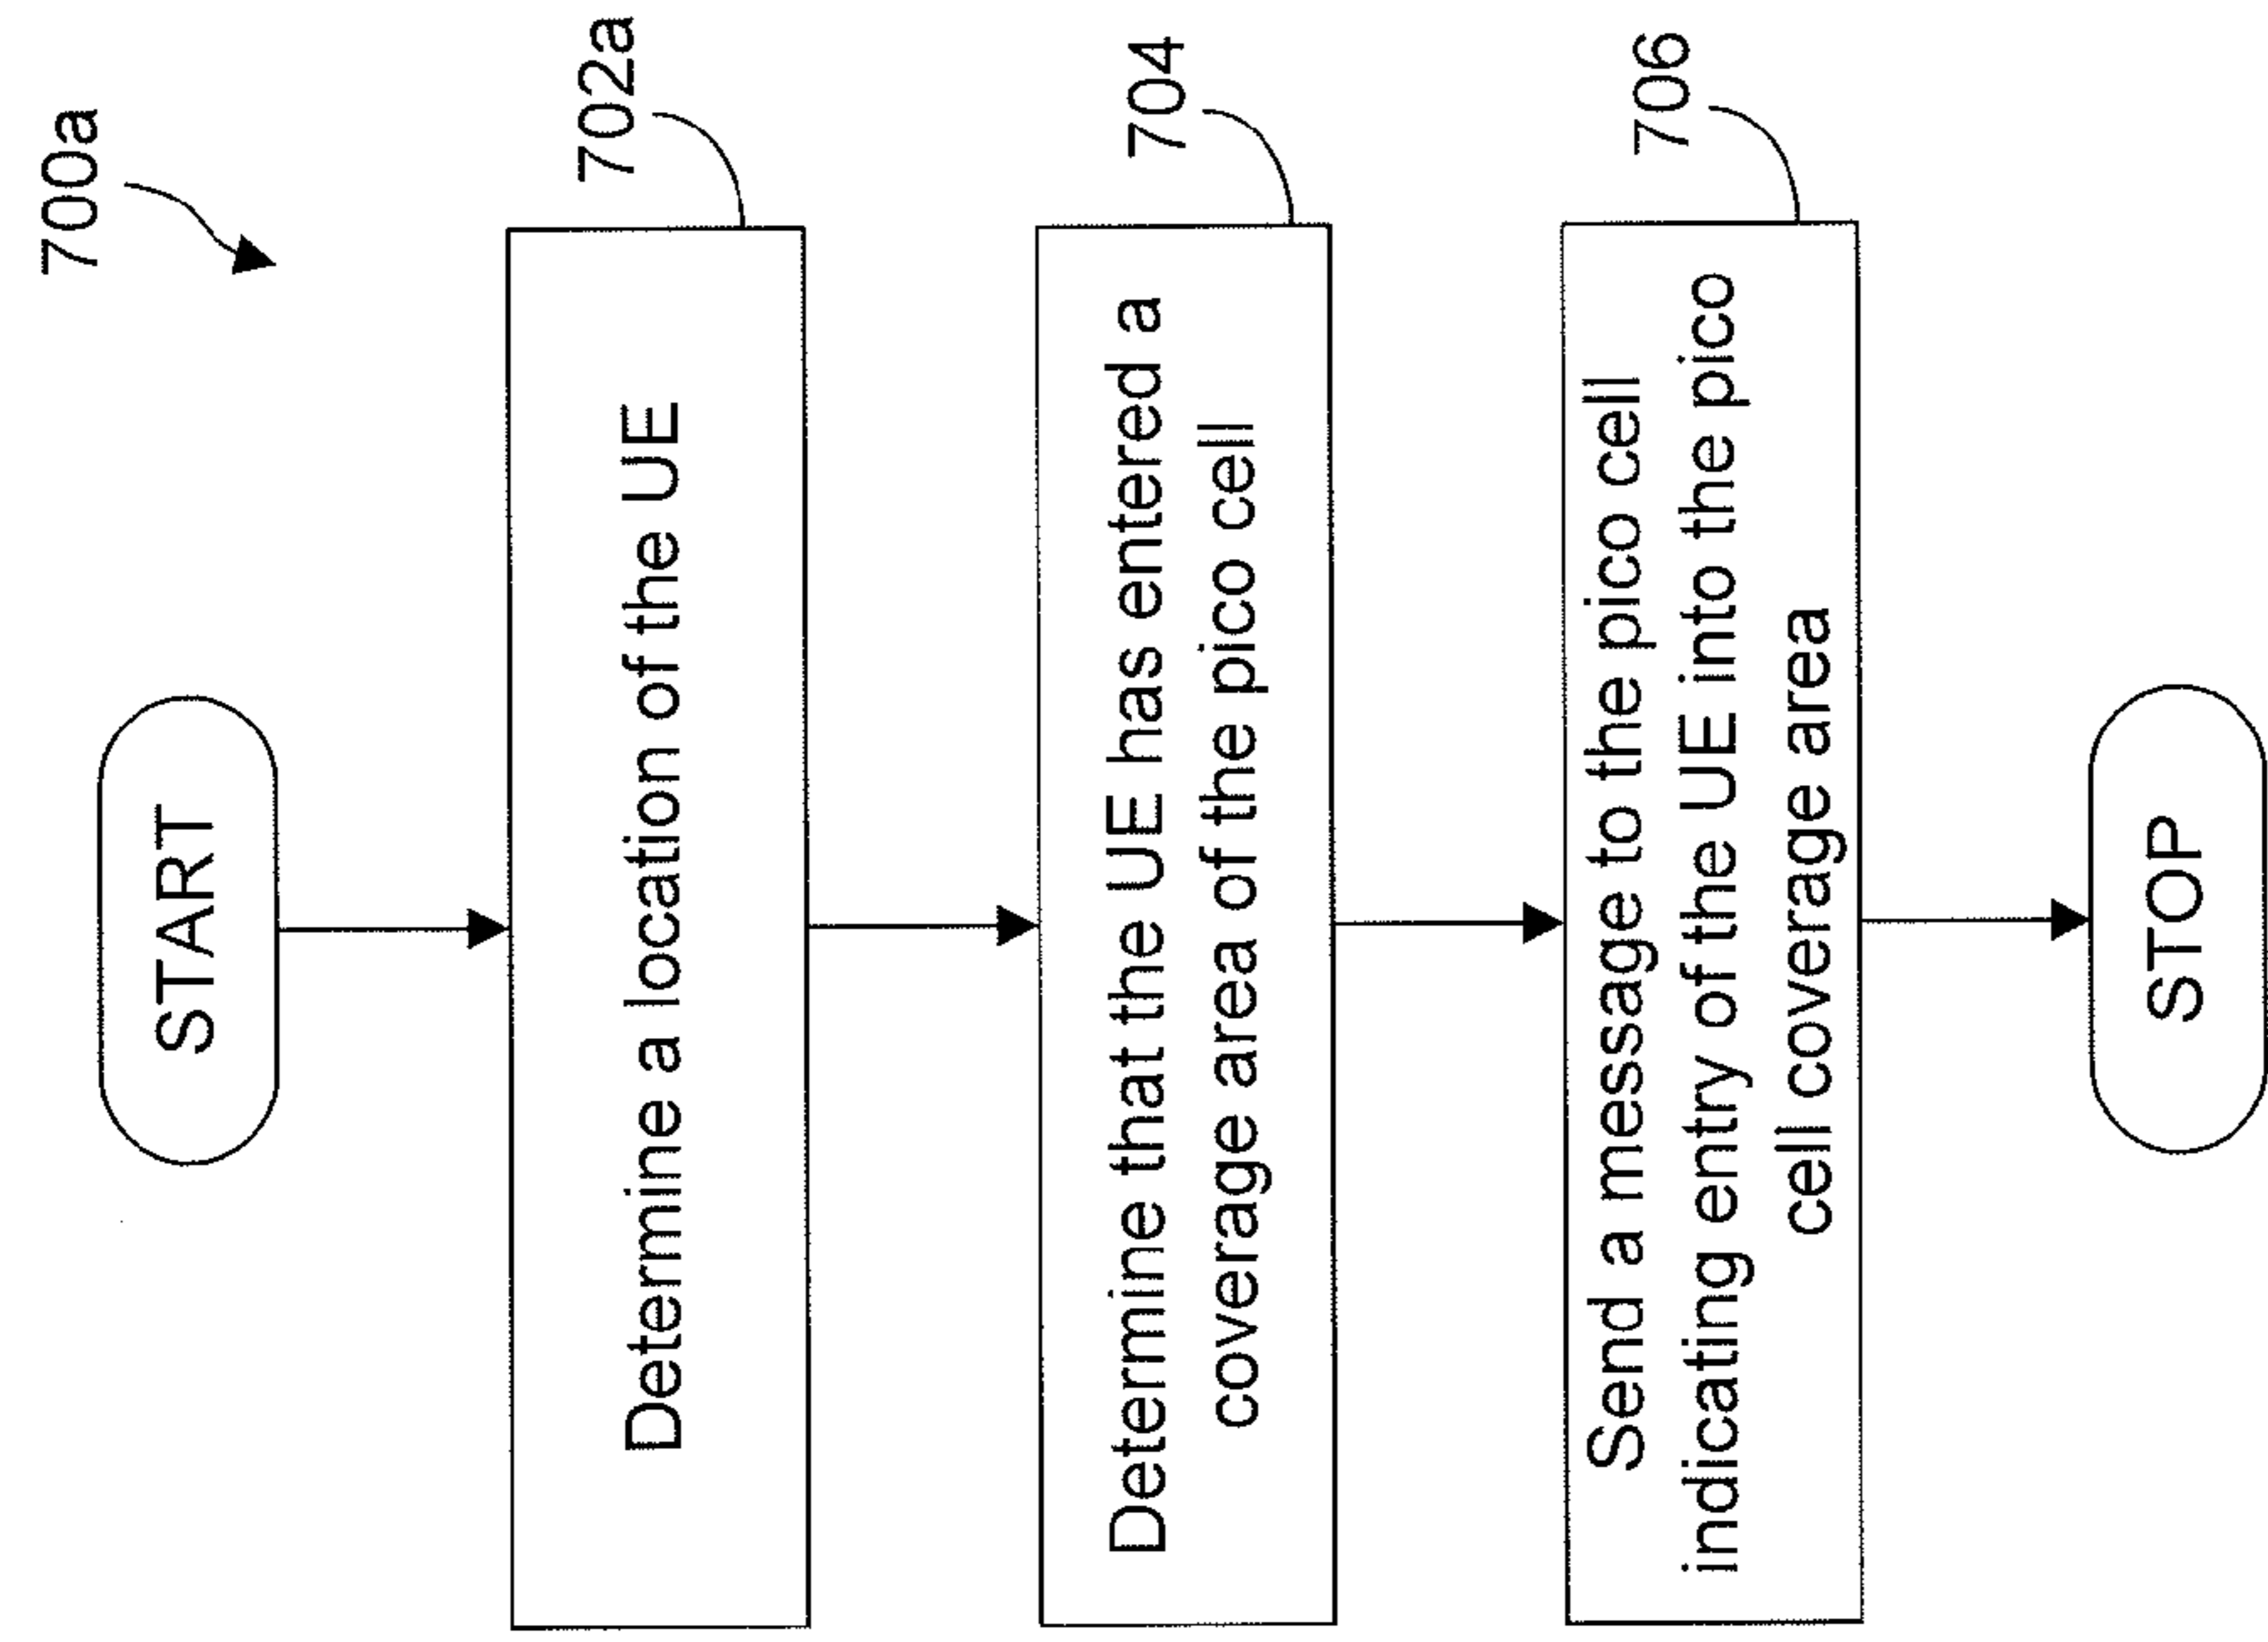 700a
START
702a
Determine a location of the UE
704
Determine that the UE has entered a
coverage area of the pico cell
706
Send a message to the pico cell
indicating entry of the UE into the pico
cell coverage area
STOP